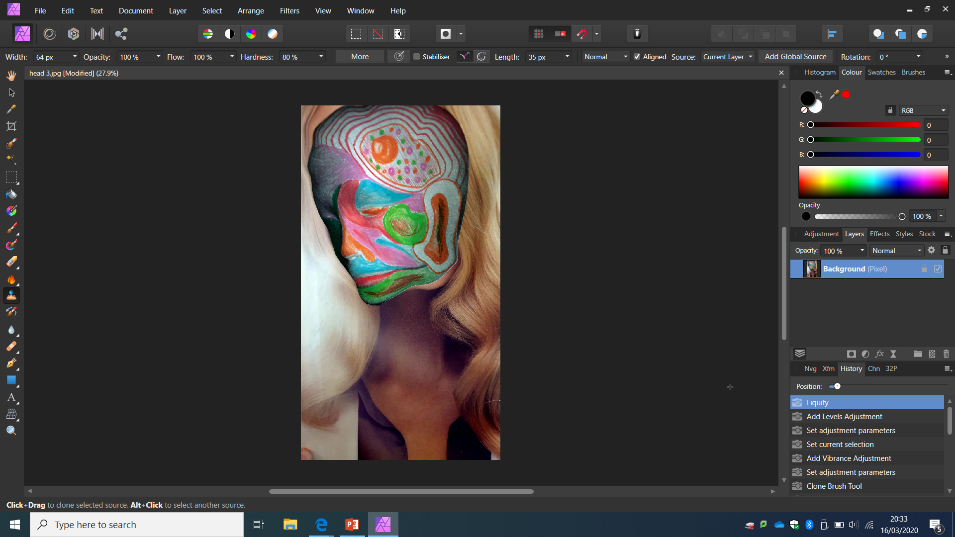 File Edit Text Document Layer Select Arrange Filters View Window Help
Width: 64 px Opacity: 100 % Flow: 100 % Hardness: 80 % More Stabiliser Length: 35 px Normal Aligned Source: Current Layer Add Global Source Rotation: 0 °
head 3.jpg [Modified] (27.9%)
Histogram Colour Swatches Brushes
RGB
R: 0
G: 0
B: 0
Opacity
100 %
Adjustment Layers Effects Styles Stock
Opacity: 100 % Normal
Background (Pixel)
Nvg Xfm History Chn 32P
Position:
Liquify
Add Levels Adjustment
Set adjustment parameters
Set current selection
Add Vibrance Adjustment
Set adjustment parameters
Clone Brush Tool
Click+Drag to clone selected source. Alt+Click to select another source.
Type here to search
20:33
16/03/2020
5